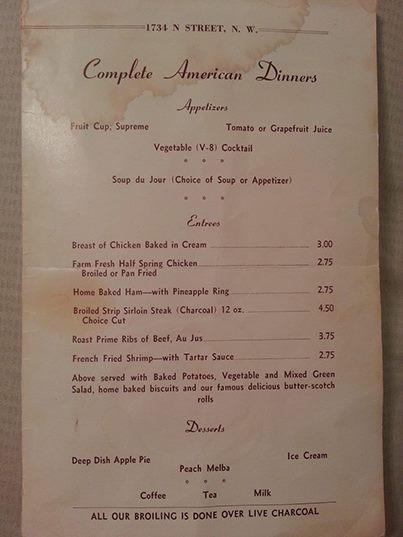 1734 N STREET, N. W.
Complete American Dinners
Appetizers
Fruit Cup, Supreme Tomato or Grapefruit Juice
Vegetable (V-8) Cocktail
* * *
Soup du Jour (Choice of Soup or Appetizer)
* * *
Entrees
Breast of Chicken Baked in Cream 3.00
Farm Fresh Half Spring Chicken 2.75
Broiled or Pan Fried
Home Baked Ham—with Pineapple Ring 2.75
Broiled Strip Sirloin Steak (Charcoal) 12 oz. 4.50
Choice Cut
Roast Prime Ribs of Beef, Au Jus 3.75
French Fried Shrimp—with Tartar Sauce 2.75
Above served with Baked Potatoes, Vegetable and Mixed Green
Salad, home baked biscuits and our famous delicious butter-scotch
rolls
Desserts
Deep Dish Apple Pie Ice Cream
Peach Melba
* * *
Coffee Tea Milk
ALL OUR BROILING IS DONE OVER LIVE CHARCOAL